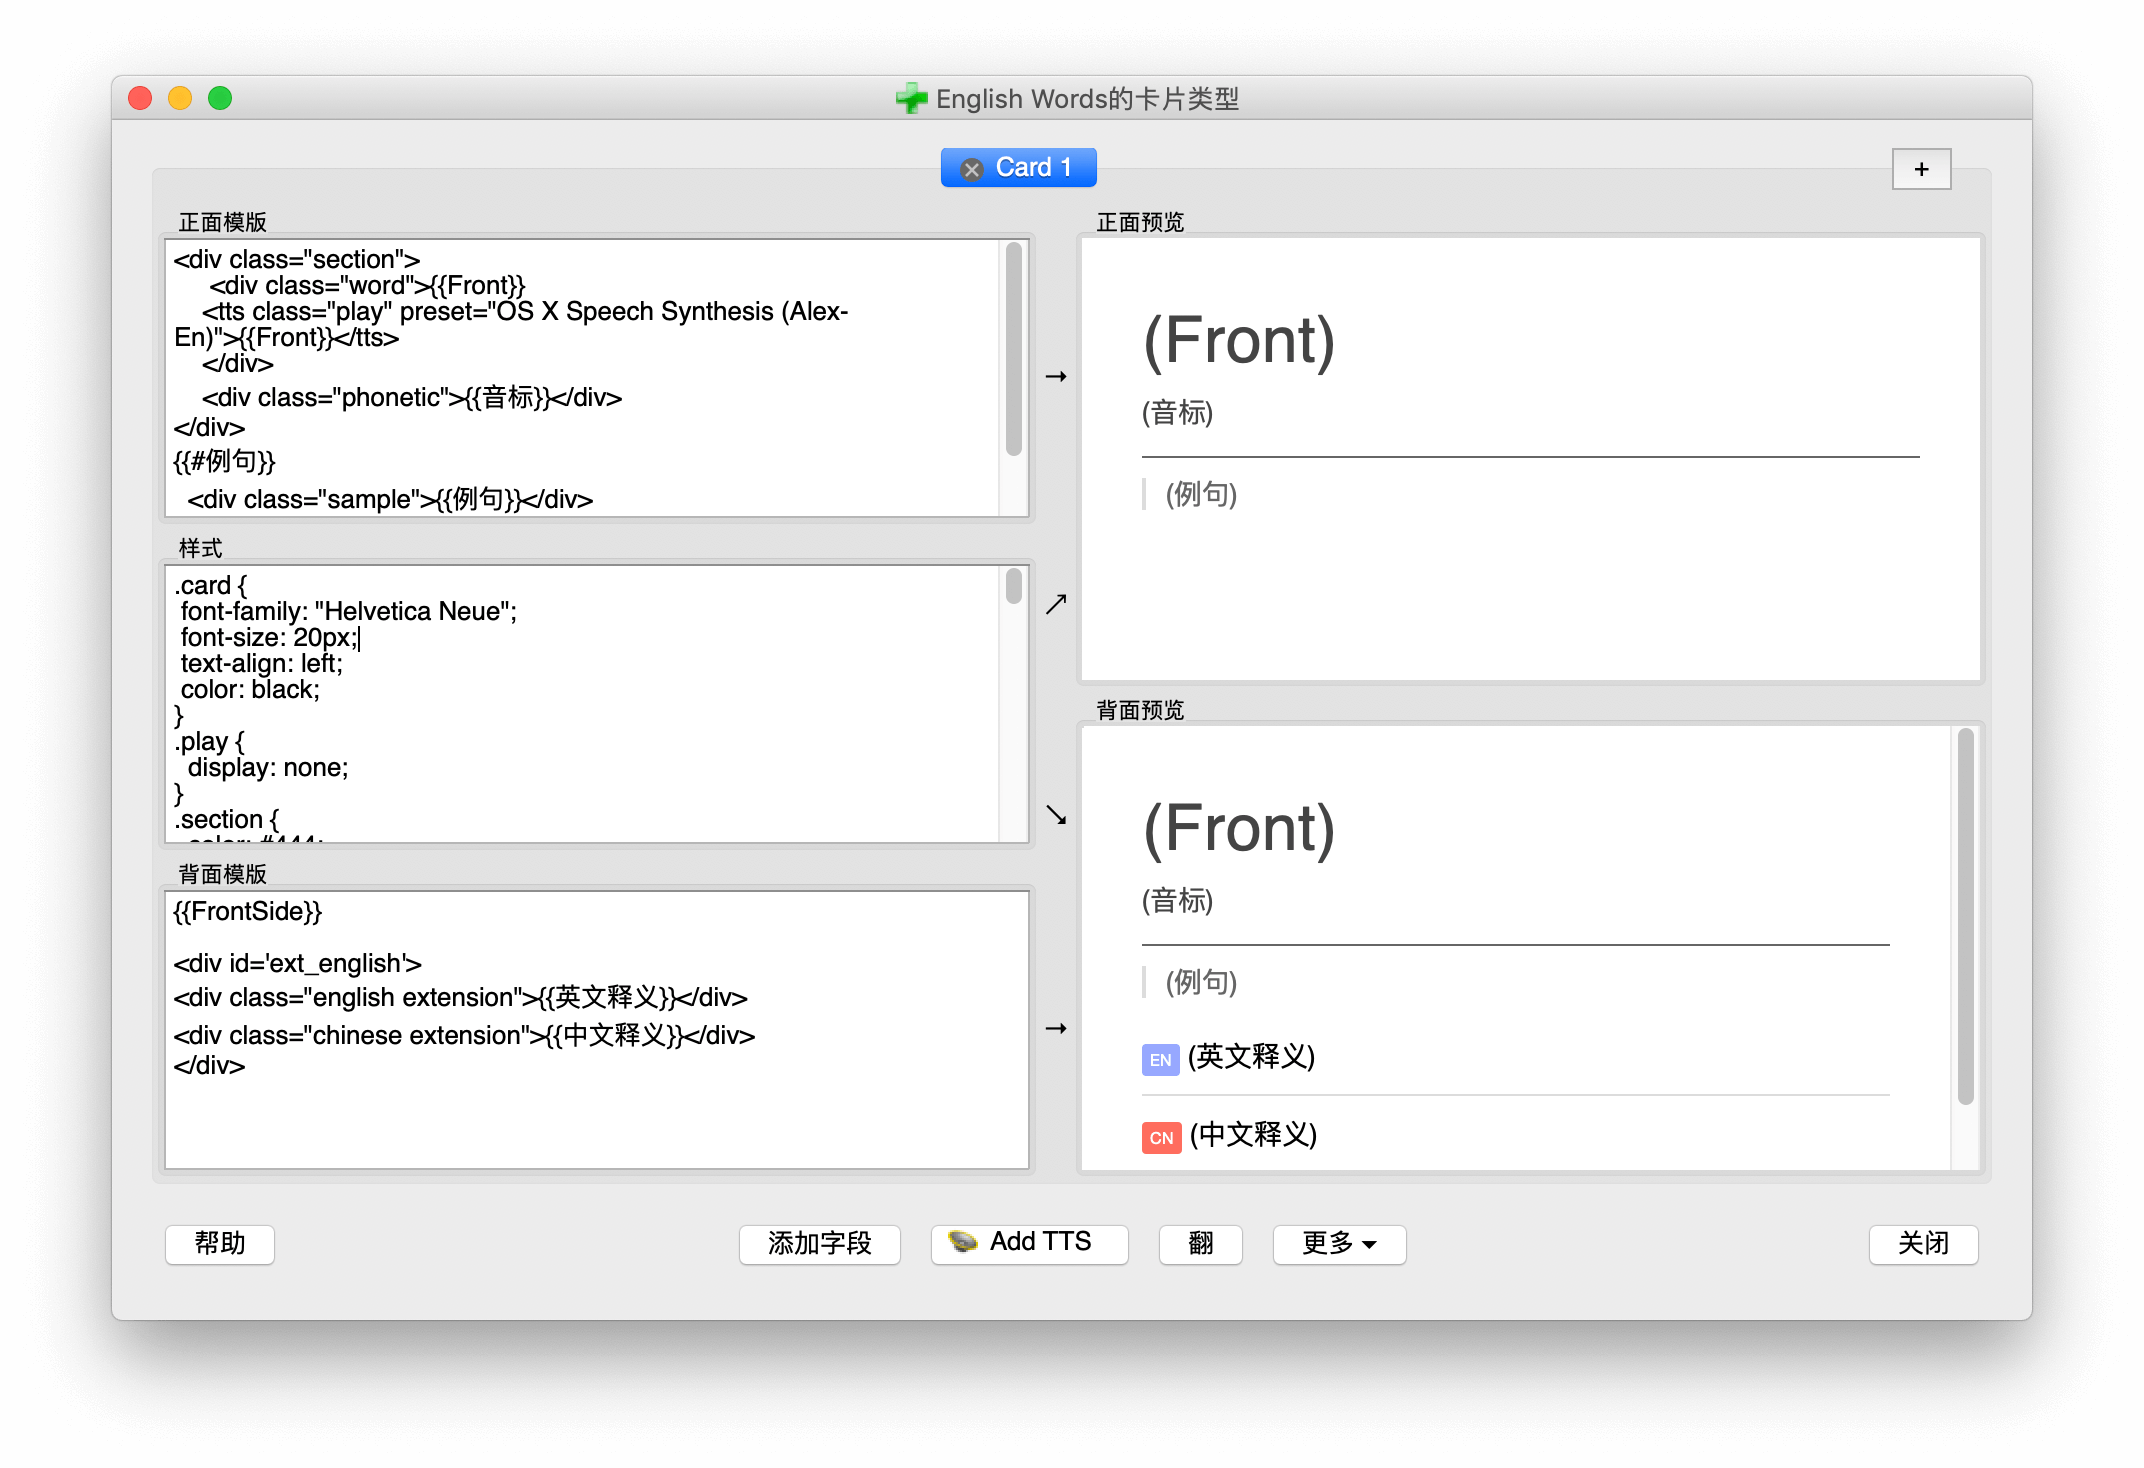 English Words的卡片类型
Card 1
+
正面模版
<div class="section">
<div class="word">{{Front}}
<tts class="play" preset="OS X Speech Synthesis (Alex-
En)">{{Front}}</tts>
</div>
<div class="phonetic">{{音标}}</div>
</div>
{{#例句}}
<div class="sample">{{例句}}</div>
样式
.card {
font-family: "Helvetica Neue";
font-size: 20px;
text-align: left;
color: black;
}
.play {
display: none;
}
.section {
color: #444;
背面模版
{{FrontSide}}
<div id='ext_english'>
<div class="english extension">{{英文释义}}</div>
<div class="chinese extension">{{中文释义}}</div>
</div>
正面预览
(Front)
(音标)
(例句)
背面预览
(Front)
(音标)
(例句)
EN (英文释义)
CN (中文释义)
帮助
添加字段
Add TTS
翻
更多
关闭